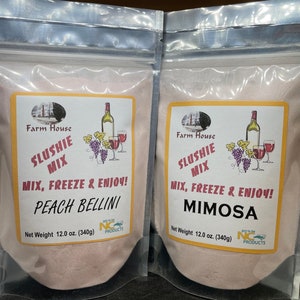 Farm House
SLUSHIE
MIX
MIX, FREEZE & ENJOY!
PEACH BELLINI
Net Weight 12.0 oz. (340g)
NC
PRODUCTS
Farm House
SLUSHIE
MIX
MIX, FREEZE & ENJOY!
MIMOSA
Net Weight 12.0 oz. (340g)
NC
PRODUCTS